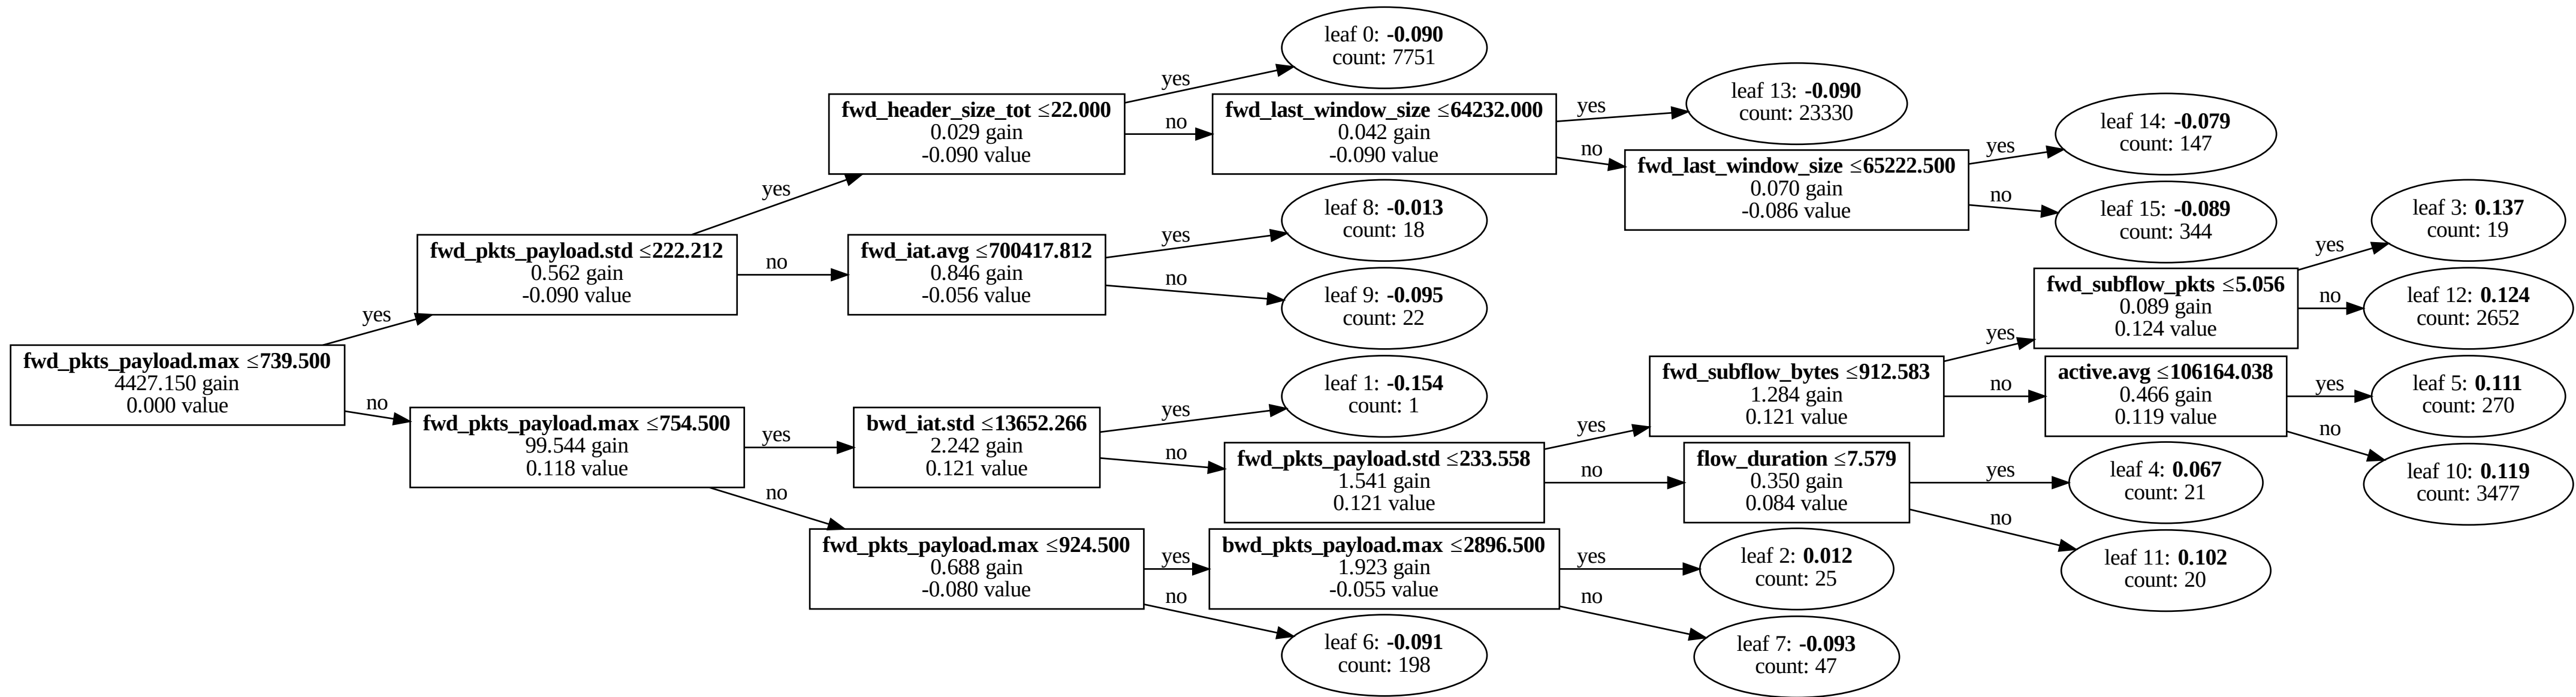 fwd_pkts_payload.max ≤739.500
4427.150 gain
0.000 value
yes
no
fwd_pkts_payload.std ≤222.212
0.562 gain
-0.090 value
yes
no
fwd_pkts_payload.max ≤754.500
99.544 gain
0.118 value
yes
no
fwd_header_size_tot ≤22.000
0.029 gain
-0.090 value
yes
no
fwd_iat.avg ≤700417.812
0.846 gain
-0.056 value
yes
no
bwd_iat.std ≤13652.266
2.242 gain
0.121 value
yes
no
fwd_pkts_payload.max ≤924.500
0.688 gain
-0.080 value
yes
no
leaf 0: -0.090
count: 7751
fwd_last_window_size ≤64232.000
0.042 gain
-0.090 value
yes
no
leaf 8: -0.013
count: 18
leaf 9: -0.095
count: 22
leaf 1: -0.154
count: 1
fwd_pkts_payload.std ≤233.558
1.541 gain
0.121 value
yes
no
bwd_pkts_payload.max ≤2896.500
1.923 gain
-0.055 value
yes
no
leaf 6: -0.091
count: 198
leaf 13: -0.090
count: 23330
fwd_last_window_size ≤65222.500
0.070 gain
-0.086 value
yes
no
fwd_subflow_bytes ≤912.583
1.284 gain
0.121 value
yes
no
flow_duration ≤7.579
0.350 gain
0.084 value
yes
no
leaf 2: 0.012
count: 25
leaf 7: -0.093
count: 47
leaf 14: -0.079
count: 147
leaf 15: -0.089
count: 344
fwd_subflow_pkts ≤5.056
0.089 gain
0.124 value
yes
no
active.avg ≤106164.038
0.466 gain
0.119 value
yes
no
leaf 4: 0.067
count: 21
leaf 11: 0.102
count: 20
leaf 3: 0.137
count: 19
leaf 12: 0.124
count: 2652
leaf 5: 0.111
count: 270
leaf 10: 0.119
count: 3477